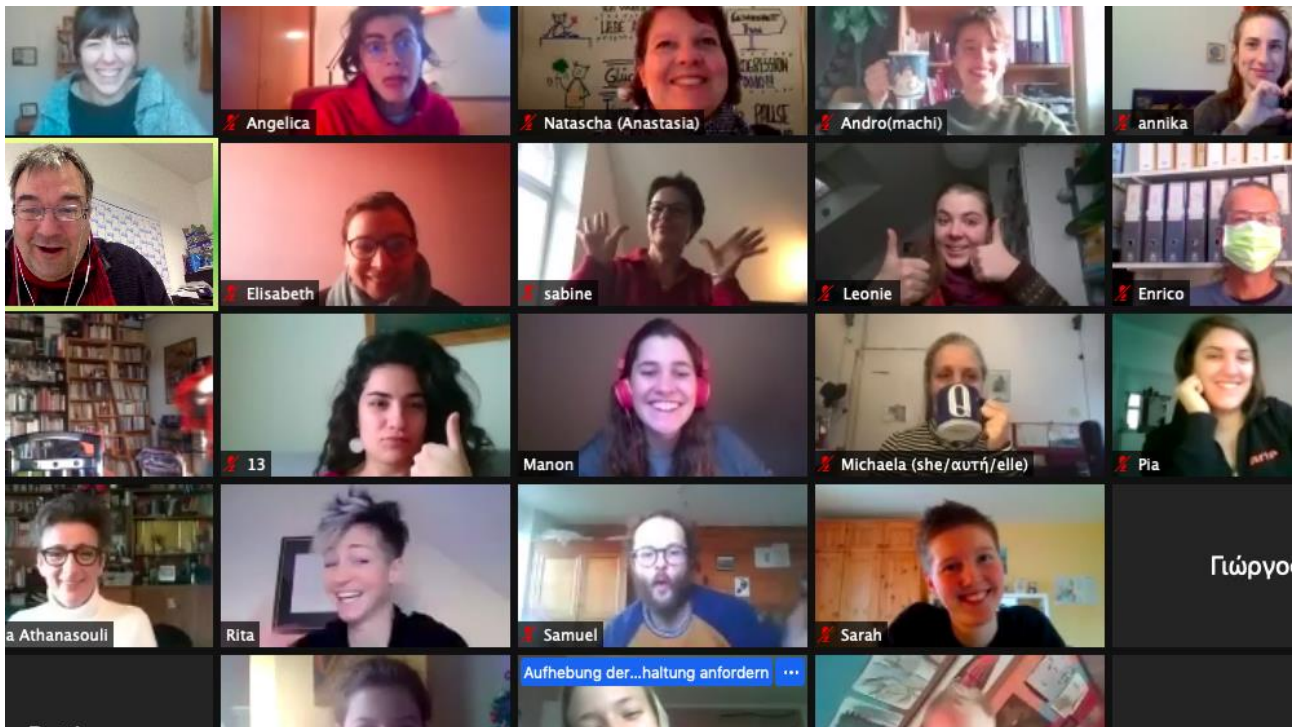 Angelica
Natascha (Anastasia)
Andro(machi)
annika
Elisabeth
sabine
Leonie
Enrico
13
Manon
Michaela (she/αυτή/elle)
Pia
a Athanasouli
Rita
Samuel
Sarah
Γιώργο
Aufhebung der...haltung anfordern